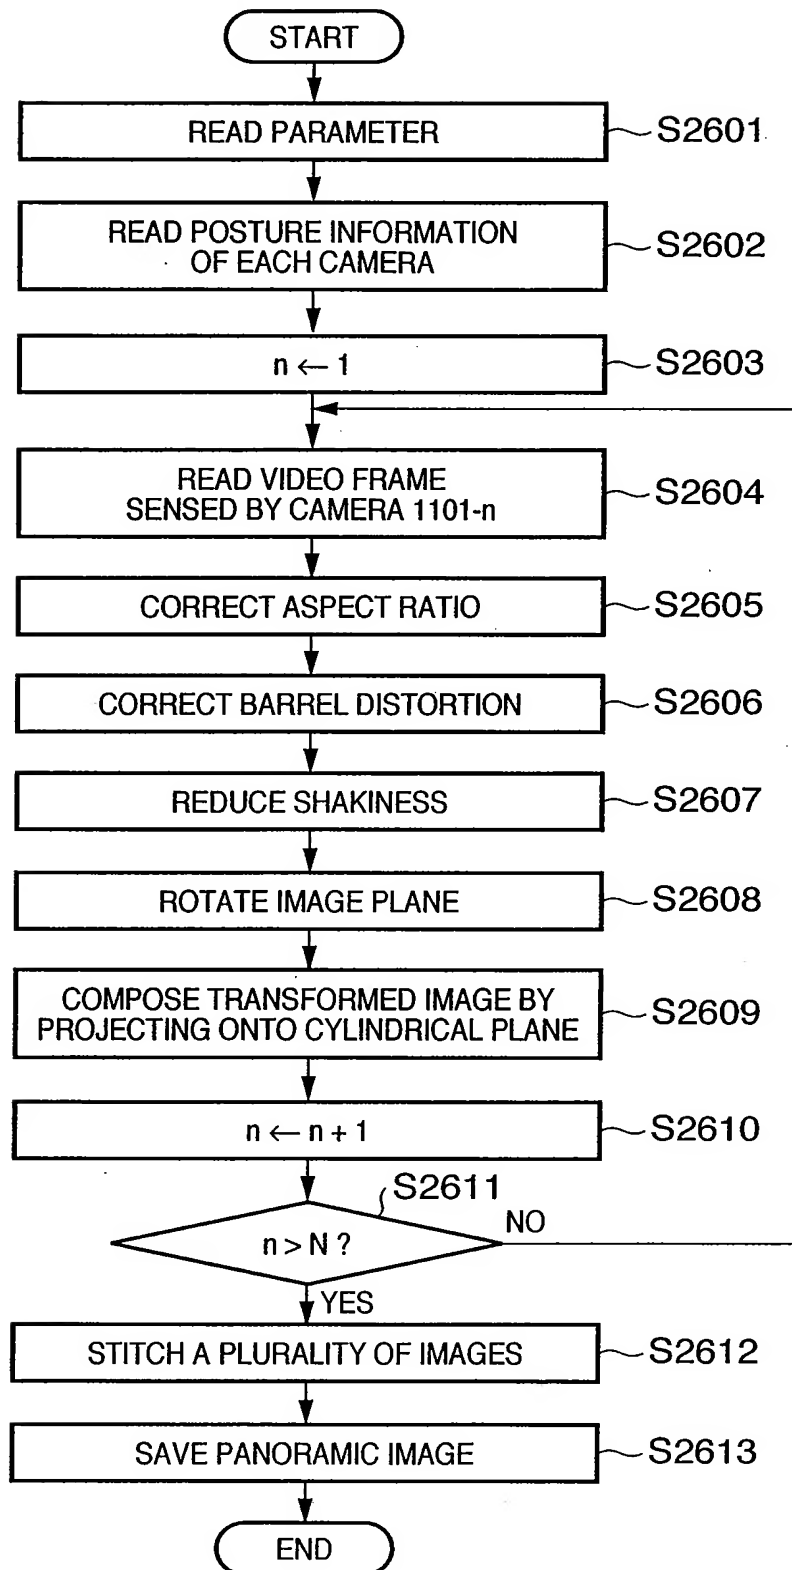 START
READ PARAMETER
S2601
READ POSTURE INFORMATION
OF EACH CAMERA
S2602
n ← 1
S2603
READ VIDEO FRAME
SENSED BY CAMERA 1101-n
S2604
CORRECT ASPECT RATIO
S2605
CORRECT BARREL DISTORTION
S2606
REDUCE SHAKINESS
S2607
ROTATE IMAGE PLANE
S2608
COMPOSE TRANSFORMED IMAGE BY
PROJECTING ONTO CYLINDRICAL PLANE
S2609
n ← n + 1
S2610
S2611
n > N ?
NO
YES
STITCH A PLURALITY OF IMAGES
S2612
SAVE PANORAMIC IMAGE
S2613
END